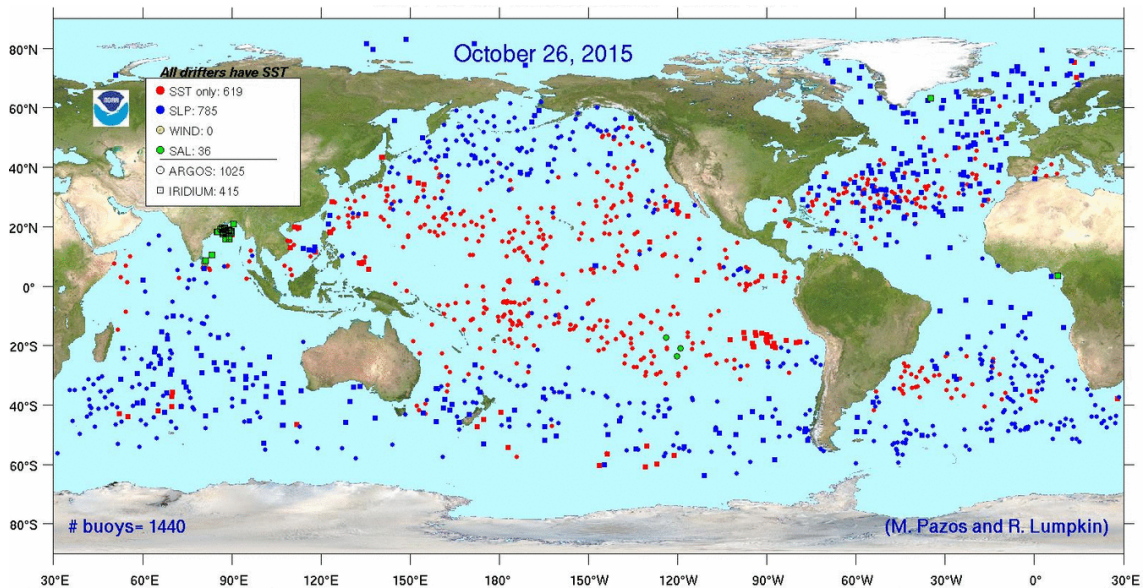 October 26, 2015
All drifters have SST
SST only: 619
SLP: 785
WIND: 0
SAL: 36
ARGOS: 1025
IRIDIUM: 415
NOAA
80°N
60°N
40°N
20°N
0°
20°S
40°S
60°S
80°S
# buoys= 1440
(M. Pazos and R. Lumpkin)
30°E 60°E 90°E 120°E 150°E 180° 150°W 120°W 90°W 60°W 30°W 0° 30°E